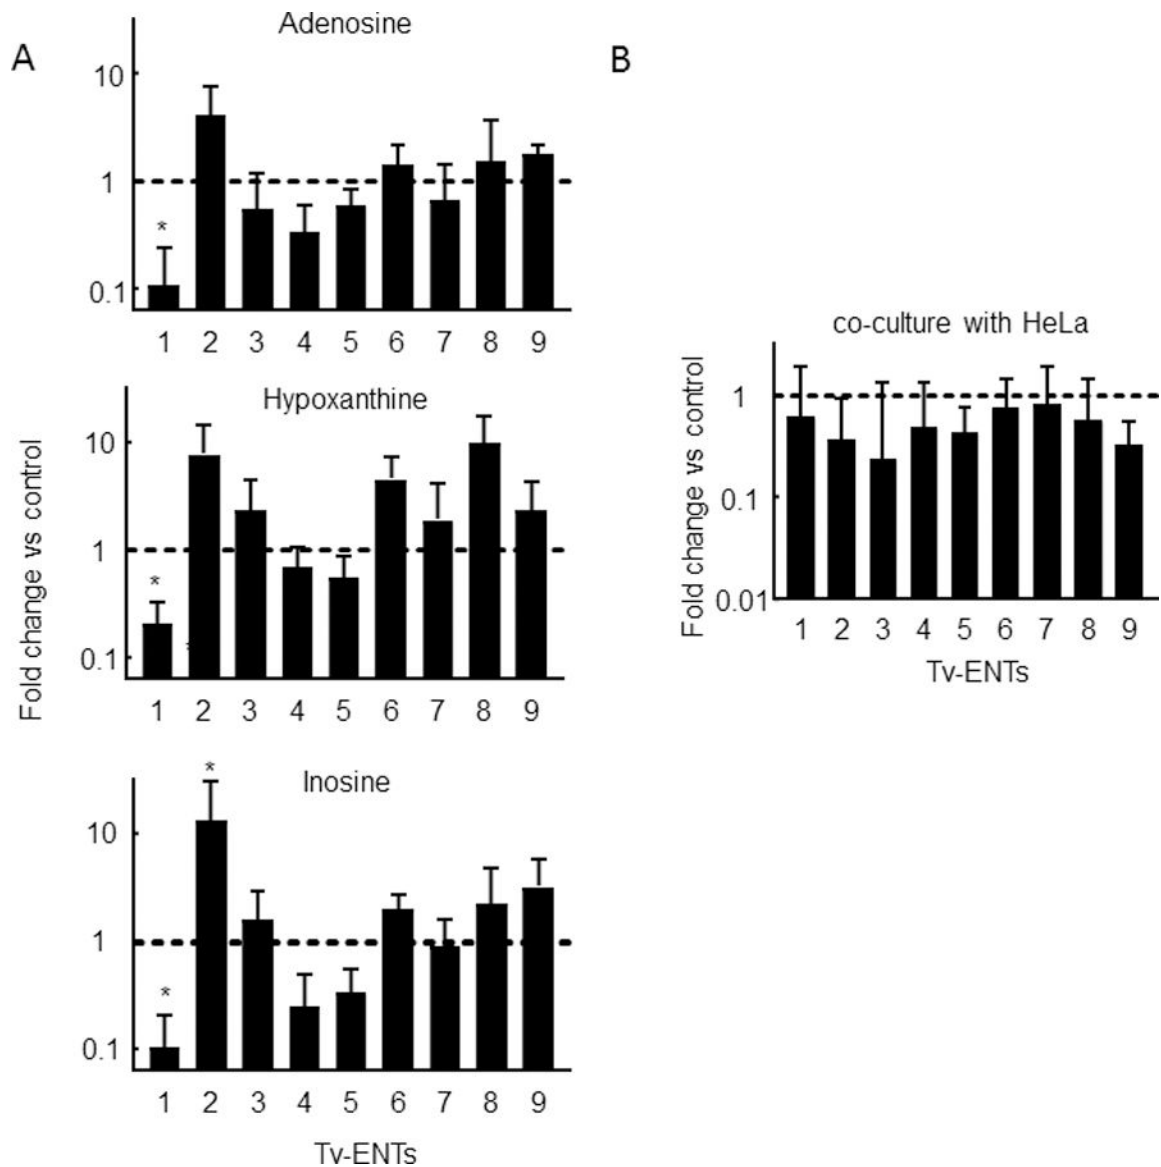 A
Adenosine
10
1
0.1
*
1 2 3 4 5 6 7 8 9
Hypoxanthine
10
1
0.1
*
*
1 2 3 4 5 6 7 8 9
Fold change vs control
Inosine
10
1
0.1
*
*
1 2 3 4 5 6 7 8 9
Tv-ENTs
B
co-culture with HeLa
1
0.1
0.01
Fold change vs control
1 2 3 4 5 6 7 8 9
Tv-ENTs